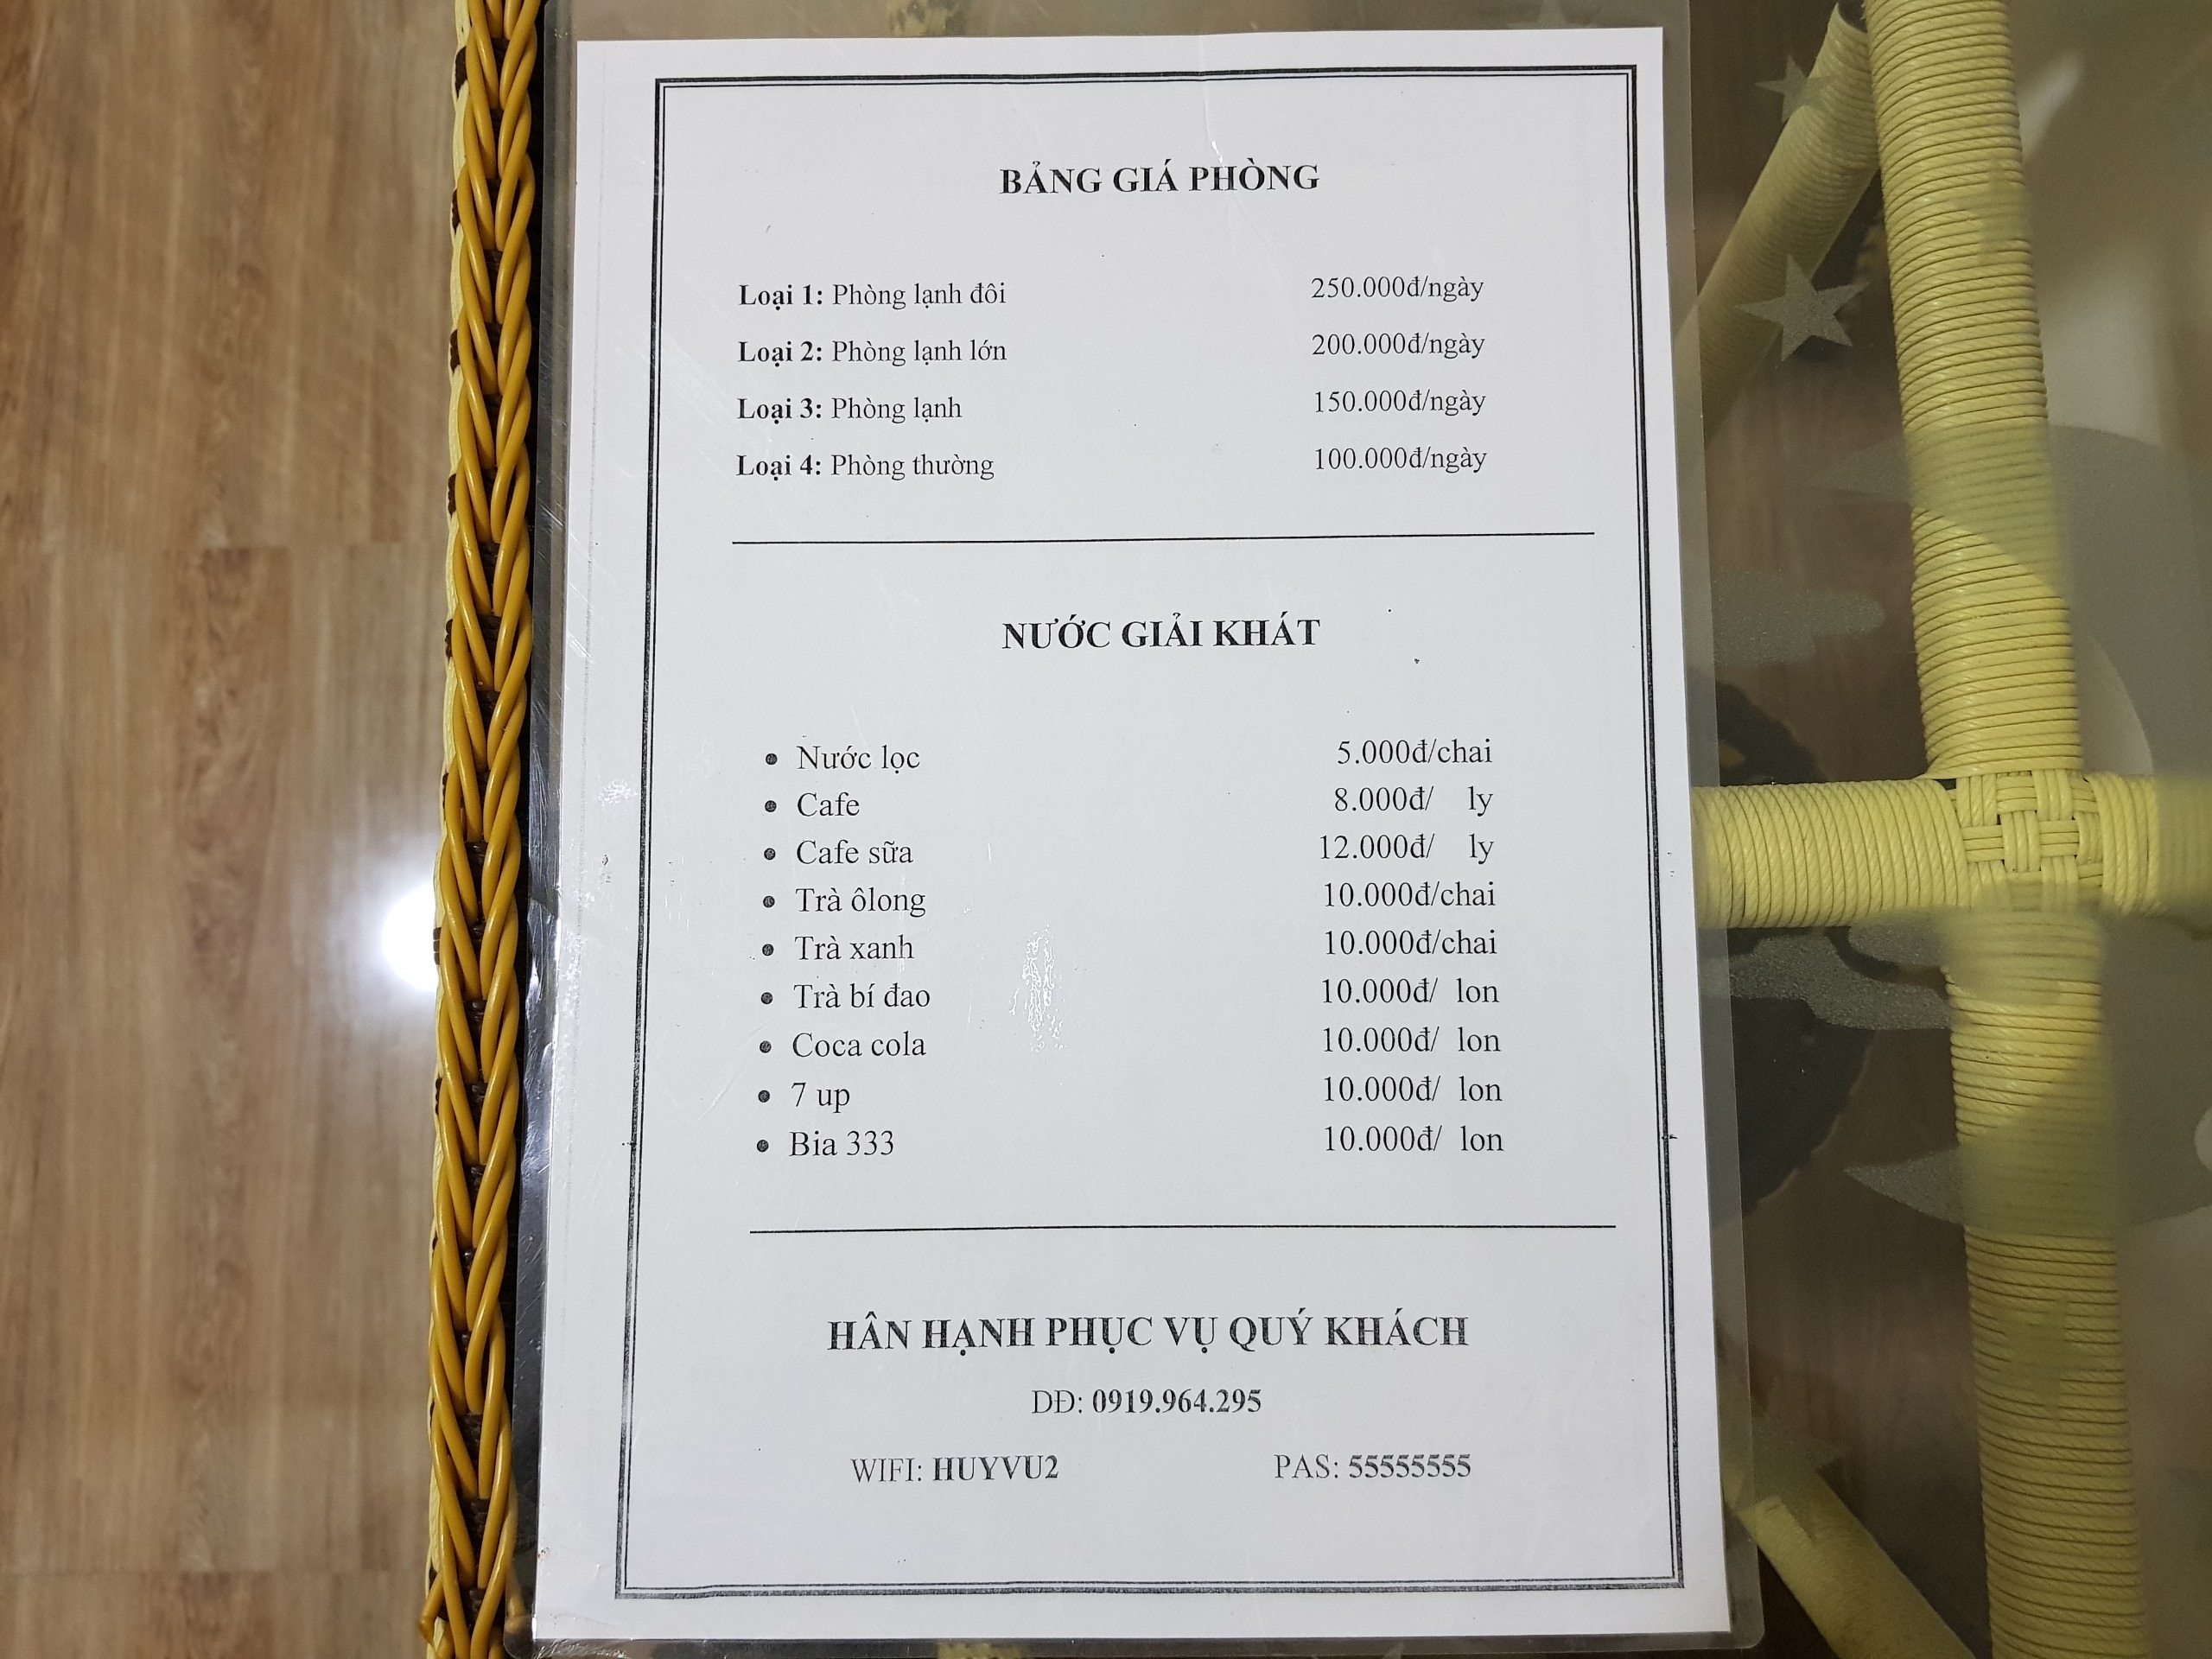 BẢNG GIÁ PHÒNG
Loại 1: Phòng lạnh đôi 250.000đ/ngày
Loại 2: Phòng lạnh lớn 200.000đ/ngày
Loại 3: Phòng lạnh 150.000đ/ngày
Loại 4: Phòng thường 100.000đ/ngày
NƯỚC GIẢI KHÁT
• Nước lọc 5.000đ/chai
• Cafe 8.000đ/ ly
• Cafe sữa 12.000đ/ ly
• Trà ôlong 10.000đ/chai
• Trà xanh 10.000đ/chai
• Trà bí đao 10.000đ/ lon
• Coca cola 10.000đ/ lon
• 7 up 10.000đ/ lon
• Bia 333 10.000đ/ lon
HÂN HẠNH PHỤC VỤ QUÝ KHÁCH
DĐ: 0919.964.295
WIFI: HUYVU2 PAS: 55555555